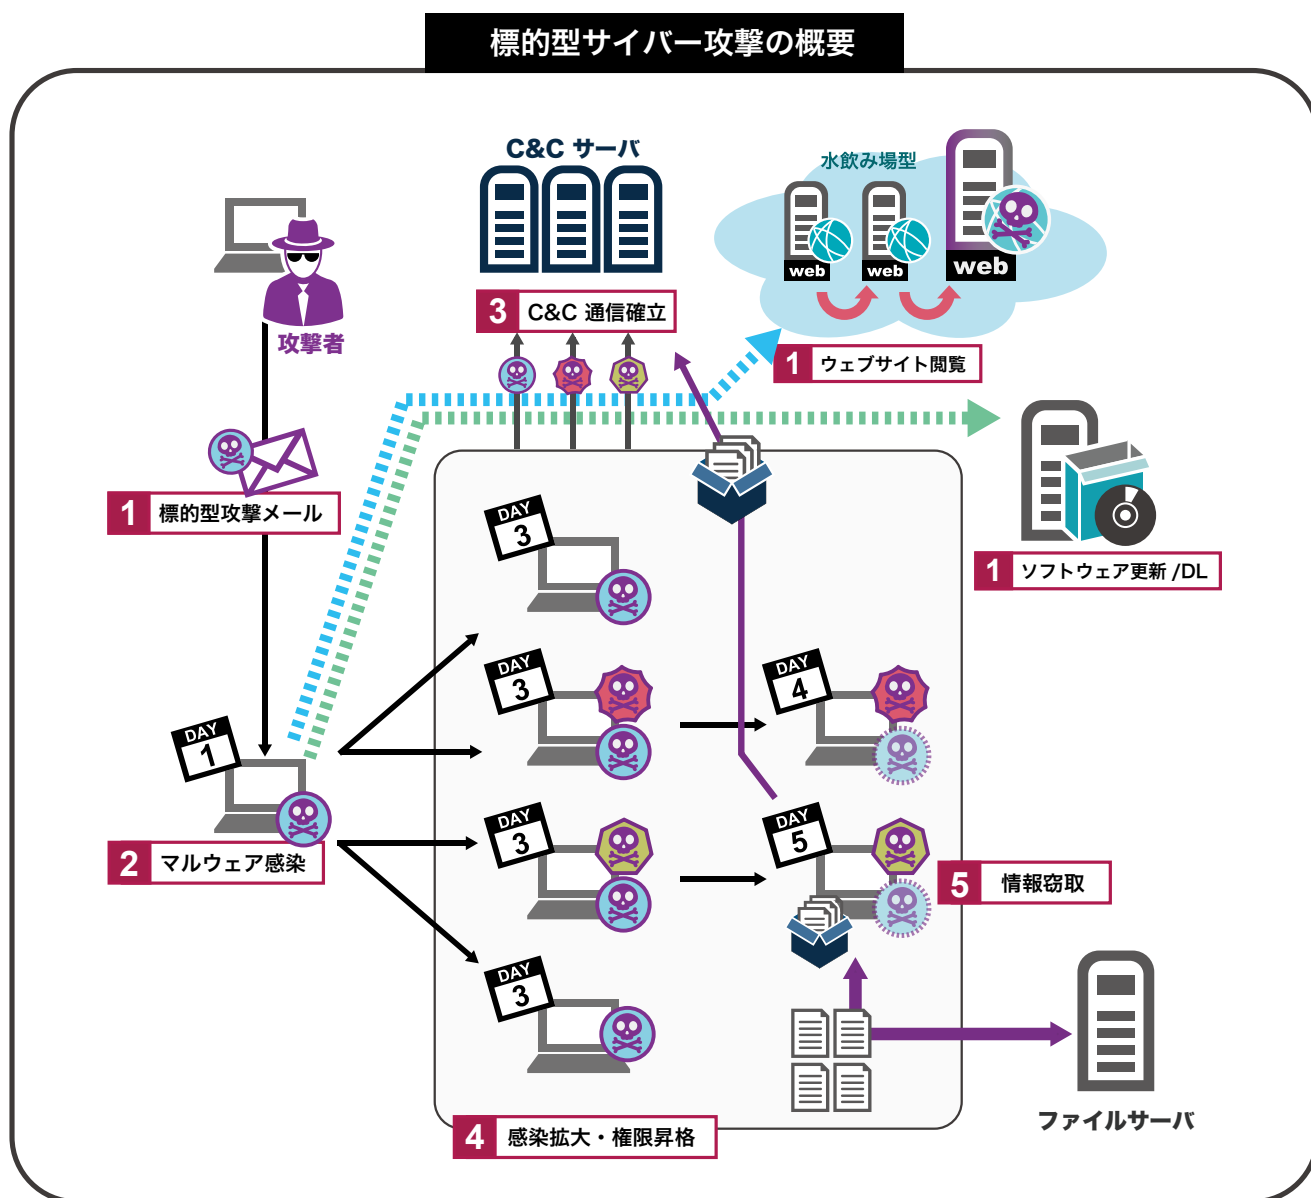 標的型サイバー攻撃の概要
C&C サーバ
水飲み場型
web
web
web
攻撃者
3 C&C 通信確立
1 ウェブサイト閲覧
1 標的型攻撃メール
1 ソフトウェア更新 /DL
DAY
3
DAY
3
DAY
4
DAY
1
DAY
3
DAY
5
2 マルウェア感染
5 情報窃取
DAY
3
ファイルサーバ
4 感染拡大・権限昇格